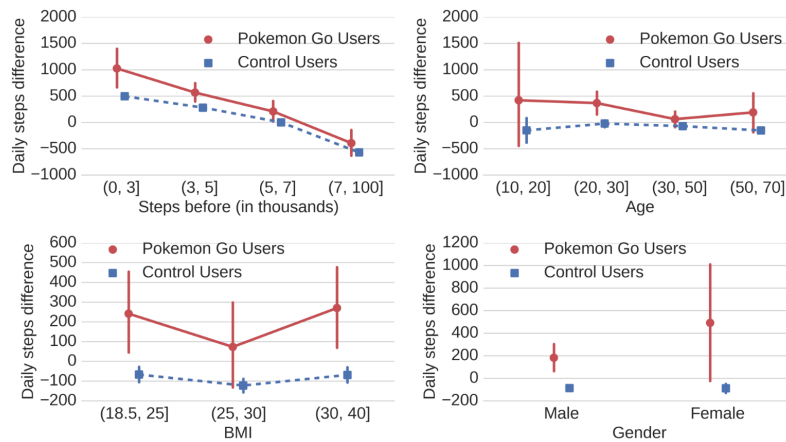 2000
1500
1000
500
0
−500
−1000
Daily steps difference
Pokemon Go Users
Control Users
(0, 3]
(3, 5]
(5, 7]
(7, 100]
Steps before (in thousands)
2000
1500
1000
500
0
−500
−1000
Daily steps difference
Pokemon Go Users
Control Users
(10, 20]
(20, 30]
(30, 50]
(50, 70]
Age
600
500
400
300
200
100
0
−100
−200
Daily steps difference
Pokemon Go Users
Control Users
(18.5, 25]
(25, 30]
(30, 40]
BMI
1200
1000
800
600
400
200
0
−200
Daily steps difference
Pokemon Go Users
Control Users
Male
Female
Gender